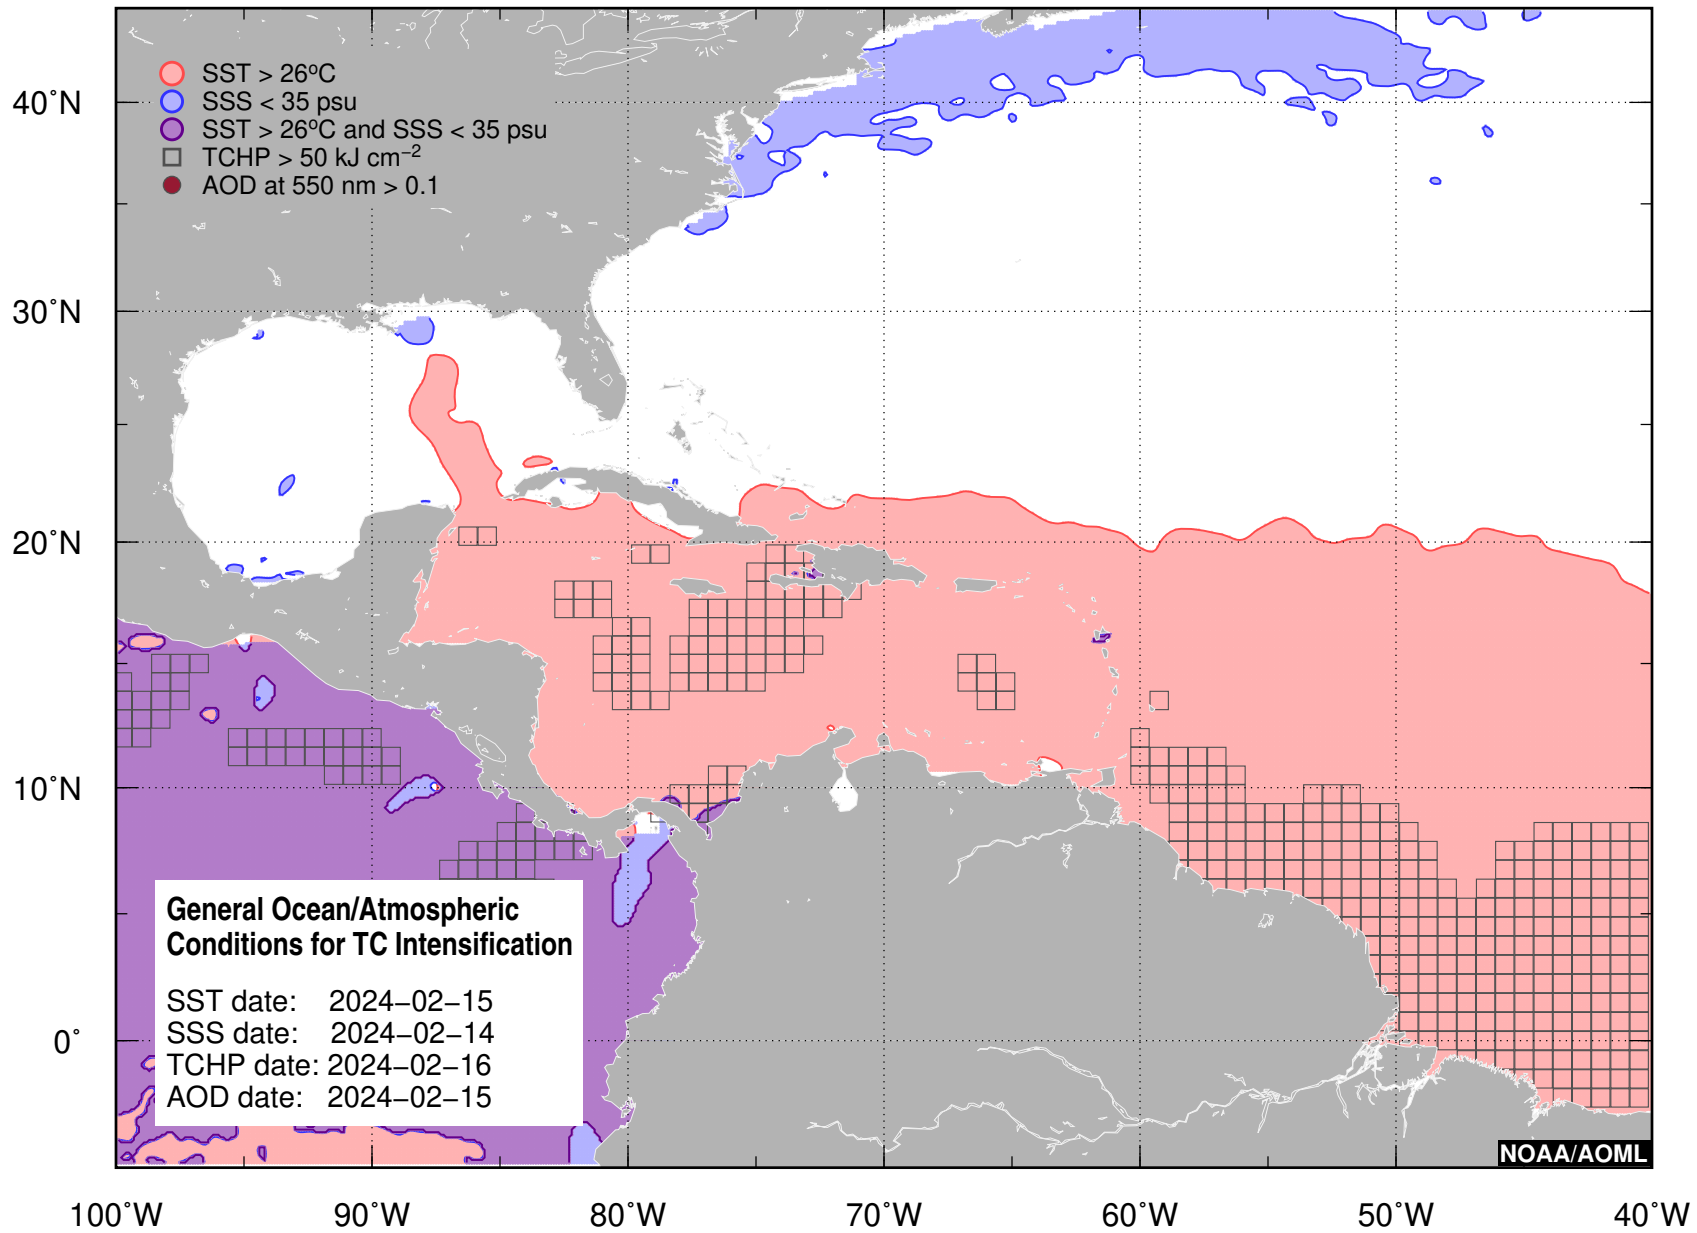 SST > 26ºC
SSS < 35 psu
SST > 26ºC and SSS < 35 psu
TCHP > 50 kJ cm⁻²
AOD at 550 nm > 0.1
40˚N
30˚N
20˚N
10˚N
0˚
General Ocean/Atmospheric
Conditions for TC Intensification
SST date: 2024−02−15
SSS date: 2024−02−14
TCHP date: 2024−02−16
AOD date: 2024−02−15
NOAA/AOML
100˚W 90˚W 80˚W 70˚W 60˚W 50˚W 40˚W